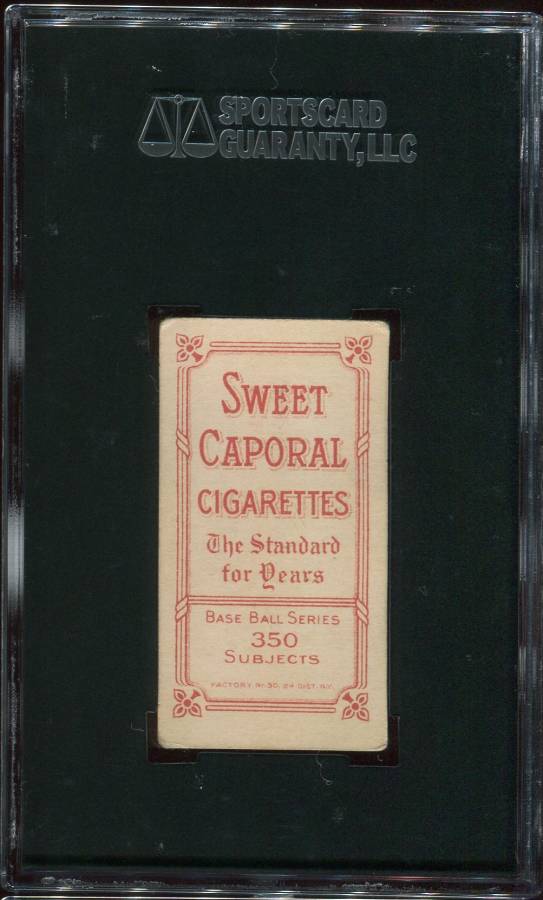 SPORTSCARD
GUARANTY, LLC
SWEET
CAPORAL
CIGARETTES
The Standard
for Years
BASE BALL SERIES
350
SUBJECTS
FACTORY No 30, 2nd DIST. N.Y.